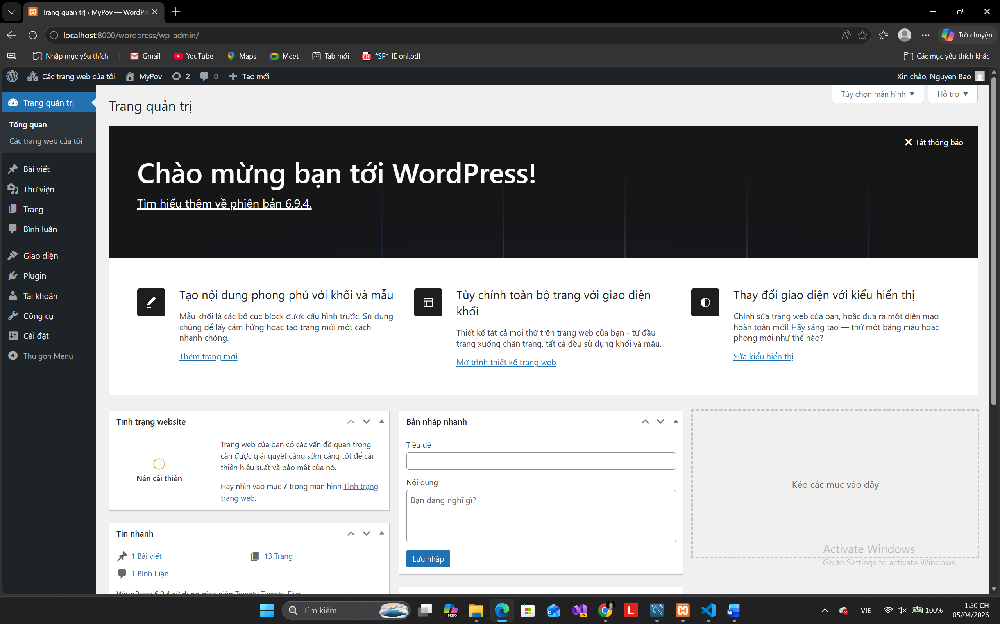 Trang quản trị ‹ MyPov — WordPre
localhost:8000/wordpress/wp-admin/
Trò chuyện
Nhập mục yêu thích
Gmail
YouTube
Maps
Meet
Tab mới
*SP1 IE onl.pdf
Các mục yêu thích khác
Các trang web của tôi
MyPov
2
0
Tạo mới
Xin chào, Nguyen Bao
Trang quản trị
Tổng quan
Các trang web của tôi
Bài viết
Thư viện
Trang
Bình luận
Giao diện
Plugin
Tài khoản
Công cụ
Cài đặt
Thu gọn Menu
Tùy chọn màn hình
Hỗ trợ
Trang quản trị
Tắt thông báo
Chào mừng bạn tới WordPress!
Tìm hiểu thêm về phiên bản 6.9.4.
Tạo nội dung phong phú với khối và mẫu
Mẫu khối là các bố cục block được cấu hình trước. Sử dụng
chúng để lấy cảm hứng hoặc tạo trang mới một cách
nhanh chóng.
Thêm trang mới
Tùy chỉnh toàn bộ trang với giao diện
khối
Thiết kế tất cả mọi thứ trên trang web của bạn - từ đầu
trang xuống chân trang, tất cả đều sử dụng khối và mẫu.
Mở trình thiết kế trang web
Thay đổi giao diện với kiểu hiển thị
Chỉnh sửa trang web của bạn, hoặc đưa ra một diện mạo
hoàn toàn mới! Hãy sáng tạo — thử một bảng màu hoặc
phông mới như thế nào?
Sửa kiểu hiển thị
Tình trạng website
Nên cải thiện
Trang web của bạn có các vấn đề quan trọng
cần được giải quyết càng sớm càng tốt để cải
thiện hiệu suất và bảo mật của nó.
Hãy nhìn vào mục 7 trong màn hình Tình trạng
trang web.
Tin nhanh
1 Bài viết
13 Trang
1 Bình luận
WordPress 6.9.4 sử dụng giao diện Twenty Twenty-Five
Bản nháp nhanh
Tiêu đề
Nội dung
Bạn đang nghĩ gì?
Lưu nháp
Kéo các mục vào đây
Activate Windows
Go to Settings to activate Windows.
Tìm kiếm
M365
IN
L
VIE
100%
1:50 CH
05/04/2026